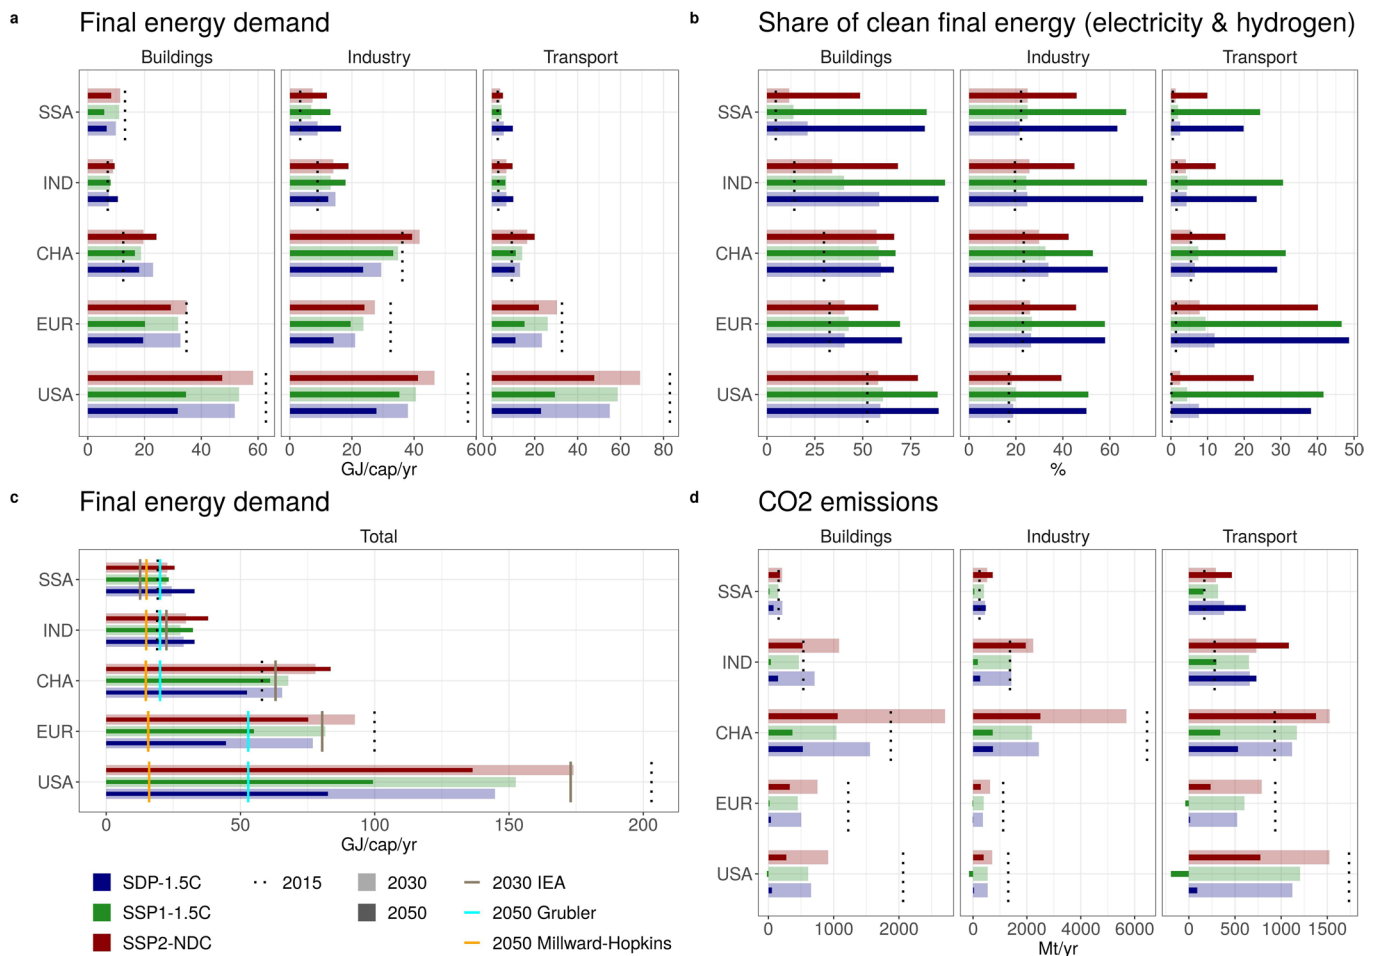 a Final energy demand
Buildings Industry Transport
SSA
IND
CHA
EUR
USA
0 20 40 60 0 20 40 60 0 20 40 60 80
GJ/cap/yr
b Share of clean final energy (electricity & hydrogen)
Buildings Industry Transport
SSA
IND
CHA
EUR
USA
0 25 50 75 0 20 40 60 0 10 20 30 40 50
%
c Final energy demand
Total
SSA
IND
CHA
EUR
USA
0 50 100 150 200
GJ/cap/yr
SDP-1.5C 2015 2030 2030 IEA
SSP1-1.5C 2050 2050 Grubler
SSP2-NDC 2050 Millward-Hopkins
d CO2 emissions
Buildings Industry Transport
SSA
IND
CHA
EUR
USA
0 1000 2000 0 2000 4000 6000 0 500 1000 1500
Mt/yr